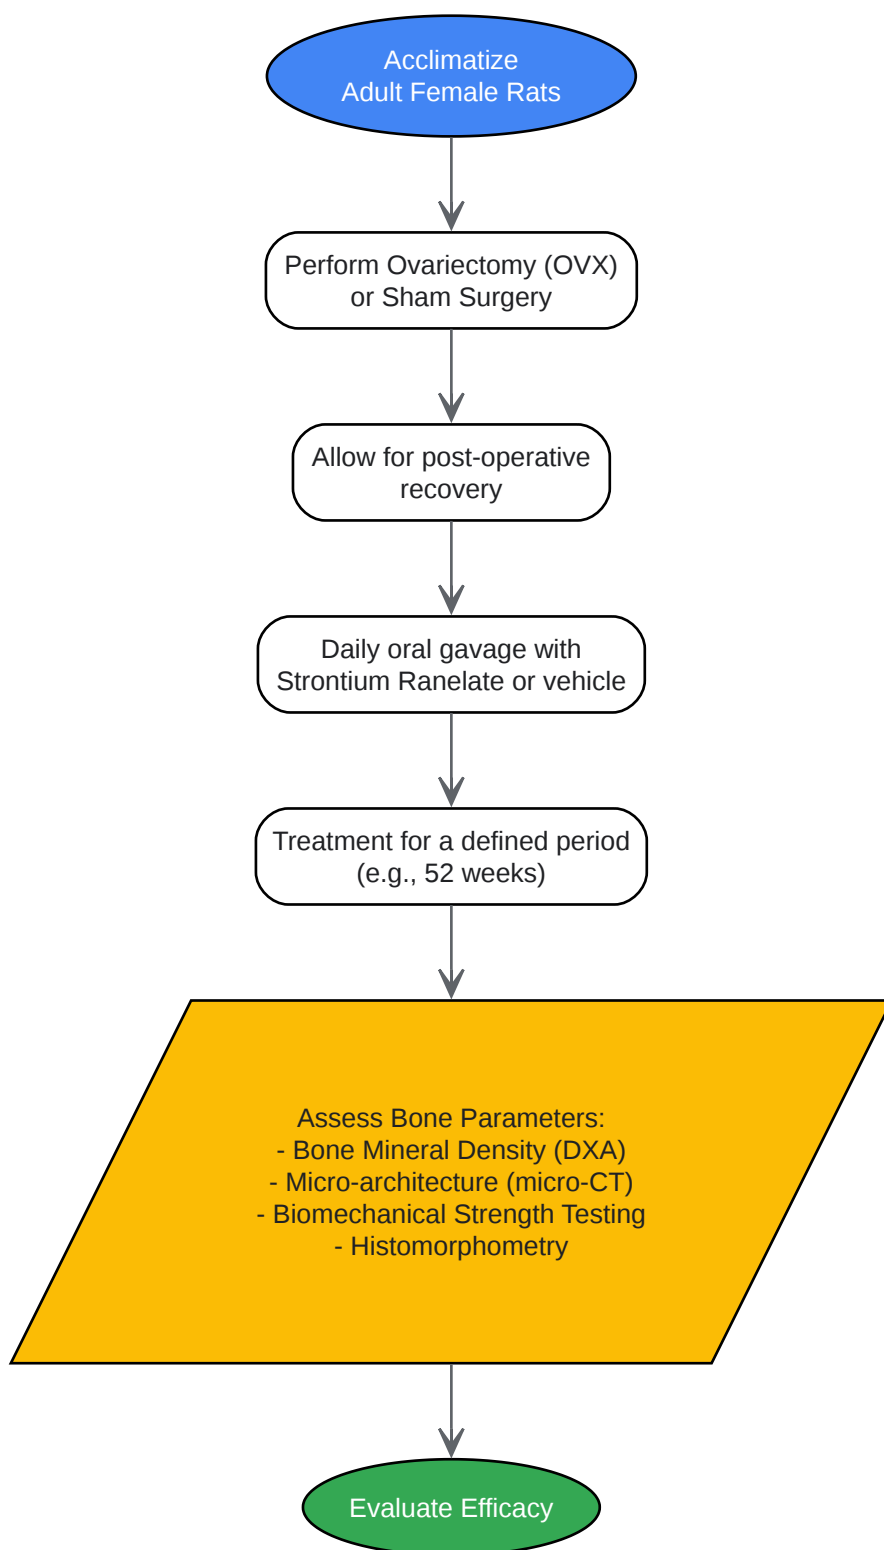 Acclimatize
Adult Female Rats
Perform Ovariectomy (OVX)
or Sham Surgery
Allow for post-operative
recovery
Daily oral gavage with
Strontium Ranelate or vehicle
Treatment for a defined period
(e.g., 52 weeks)
Assess Bone Parameters:
- Bone Mineral Density (DXA)
- Micro-architecture (micro-CT)
- Biomechanical Strength Testing
- Histomorphometry
Evaluate Efficacy